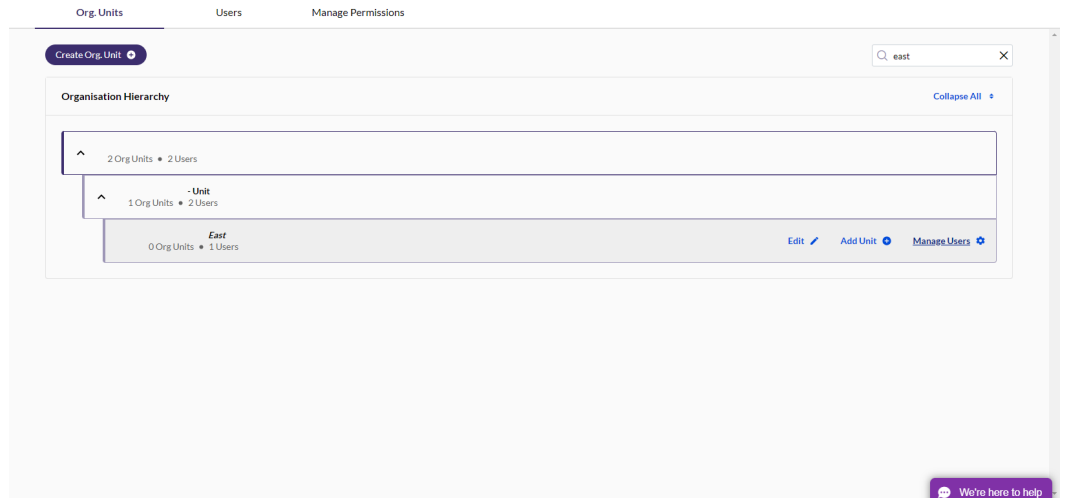 Org. Units Users Manage Permissions
Create Org. Unit
east
Organisation Hierarchy Collapse All
2 Org Units • 2 Users
- Unit
1 Org Units • 2 Users
East
0 Org Units • 1 Users Edit Add Unit Manage Users
We're here to help